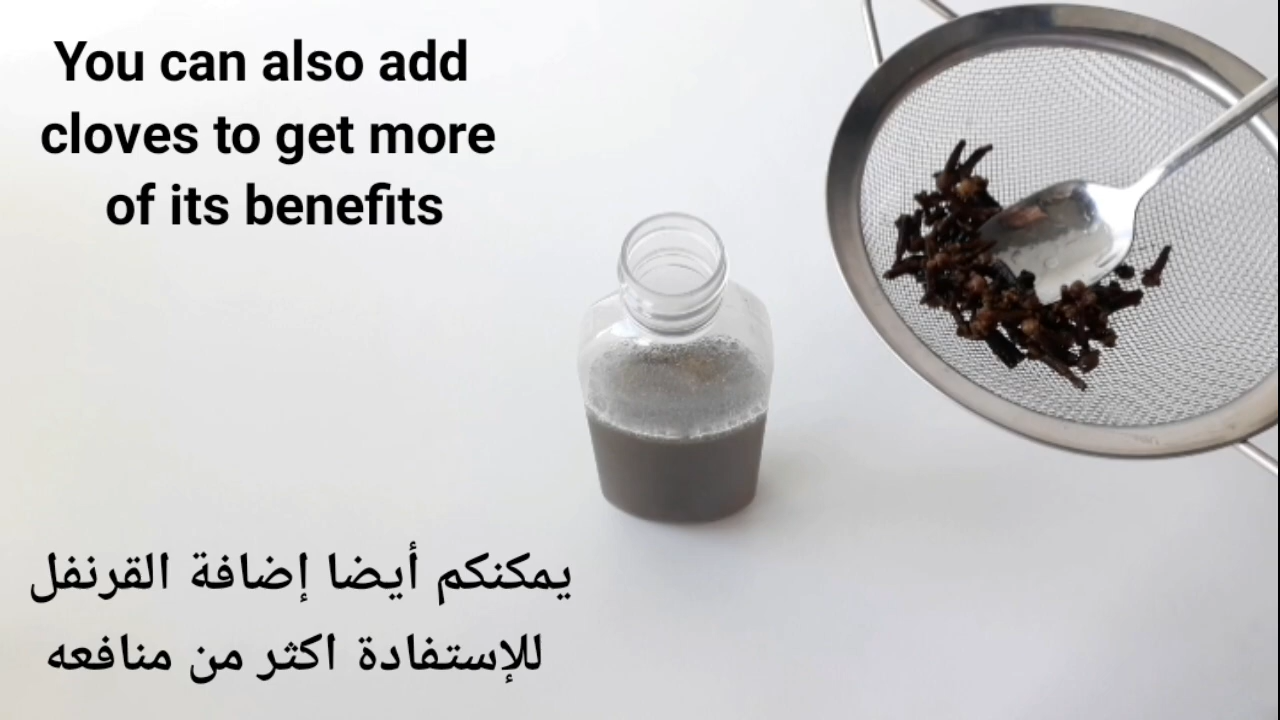 You can also add
cloves to get more
of its benefits
يمكنكم أيضا إضافة القرنفل
للإستفادة اكثر من منافعه